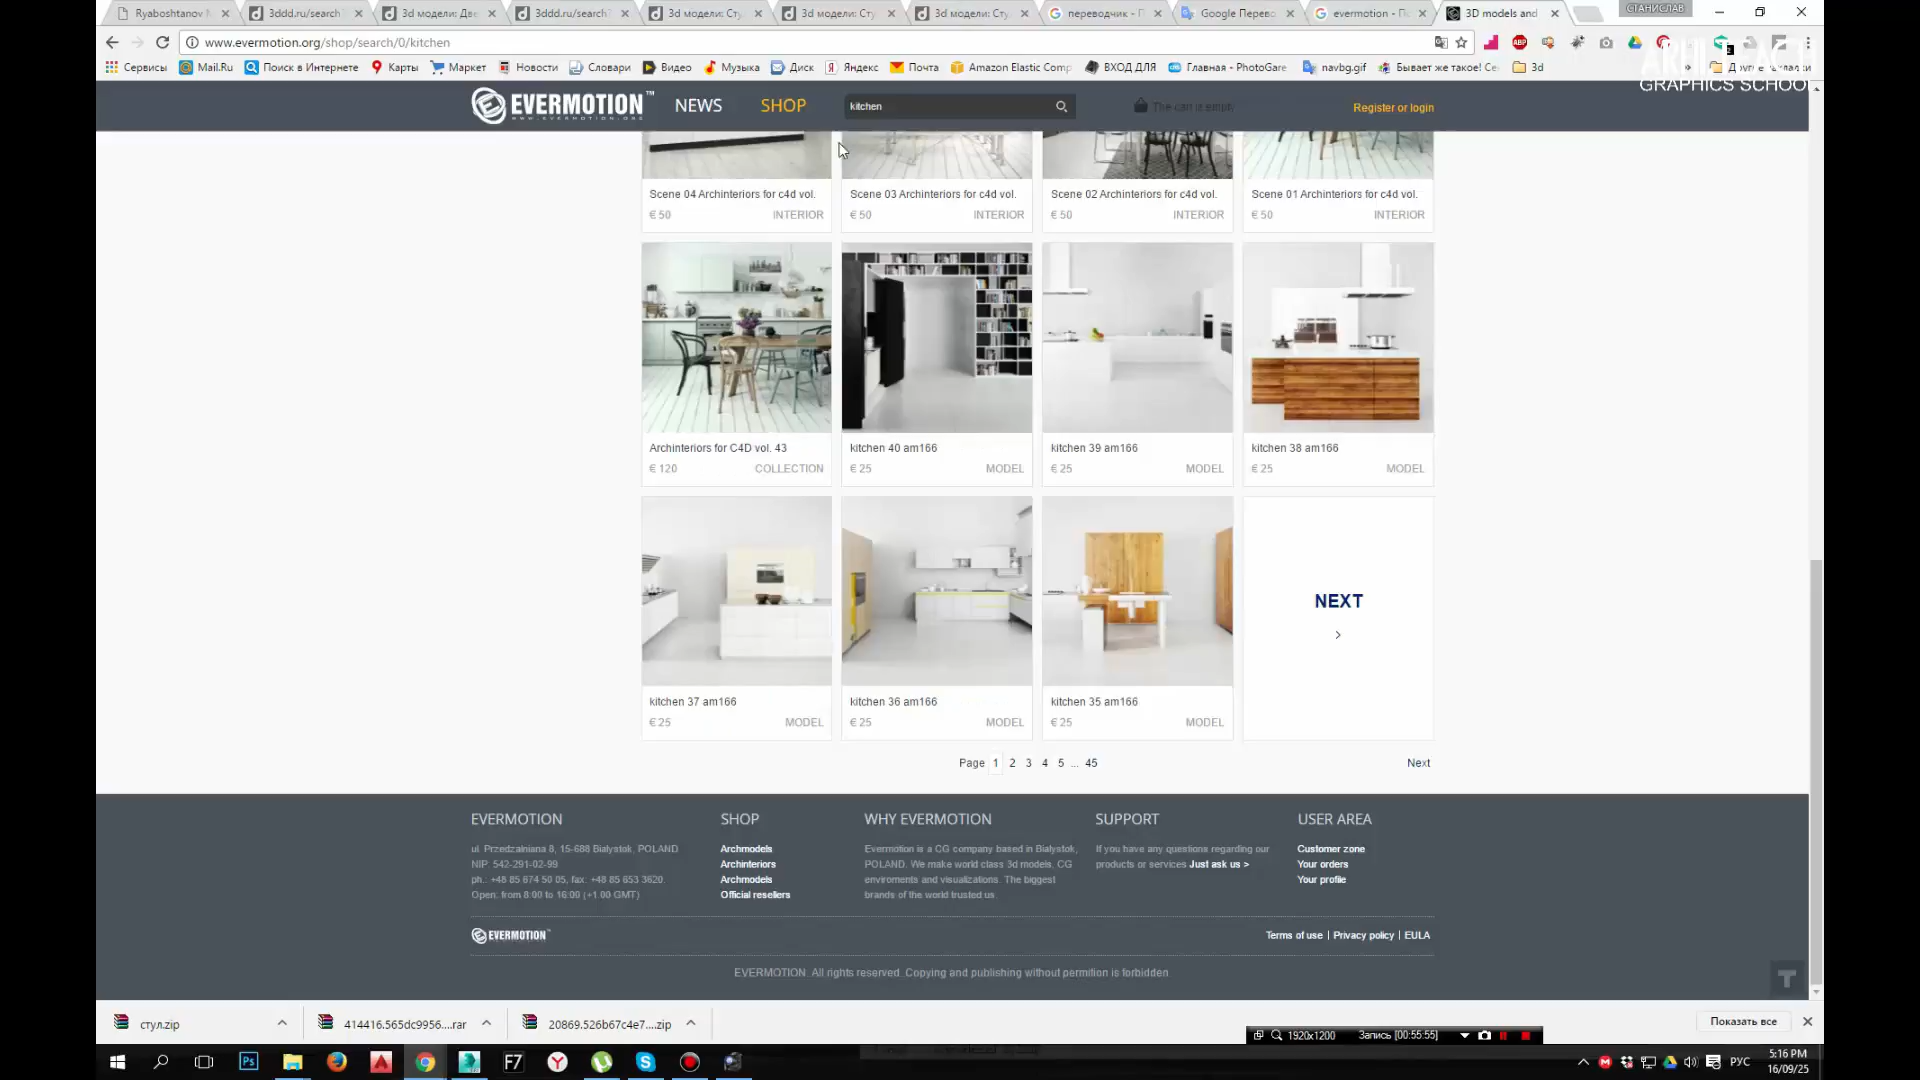 Ryaboshtanov
3ddd.ru/search
3d модели: Две
3ddd.ru/search
3d модели: Сту
3d модели: Сту
3d модели: Сту
переводчик - П
Google Перево
evermotion - По
3D models and
СТАНИСЛАВ
www.evermotion.org/shop/search/0/kitchen
Сервисы
Mail.Ru
Поиск в Интернете
Карты
Маркет
Новости
Словари
Видео
Музыка
Диск
Яндекс
Почта
Amazon Elastic Comp
ВХОД ДЛЯ
Главная - PhotoGare
navbg.gif
Бывает же такое! Се
3d
GRAPHICS SCHOOL
EVERMOTION™
NEWS
SHOP
kitchen
The cart is empty
Register or login
Scene 04 Archinteriors for c4d vol.
€ 50 INTERIOR
Scene 03 Archinteriors for c4d vol.
€ 50 INTERIOR
Scene 02 Archinteriors for c4d vol.
€ 50 INTERIOR
Scene 01 Archinteriors for c4d vol.
€ 50 INTERIOR
Archinteriors for C4D vol. 43
€ 120 COLLECTION
kitchen 40 am166
€ 25 MODEL
kitchen 39 am166
€ 25 MODEL
kitchen 38 am166
€ 25 MODEL
kitchen 37 am166
€ 25 MODEL
kitchen 36 am166
€ 25 MODEL
kitchen 35 am166
€ 25 MODEL
NEXT
Page 1 2 3 4 5 ... 45
Next
EVERMOTION
ul. Przedzalniana 8, 15-688 Bialystok, POLAND
NIP: 542-291-02-99
ph.: +48 85 674 50 05, fax: +48 85 653 3620.
Open: from 8:00 to 16:00 (+1.00 GMT)
SHOP
Archmodels
Archinteriors
Archmodels
Official resellers
WHY EVERMOTION
Evermotion is a CG company based in Bialystok,
POLAND. We make world class 3d models, CG
enviroments and visualizations. The biggest
brands of the world trusted us.
SUPPORT
If you have any questions regarding our
products or services Just ask us >
USER AREA
Customer zone
Your orders
Your profile
EVERMOTION™
Terms of use | Privacy policy | EULA
EVERMOTION. All rights reserved. Copying and publishing without permition is forbidden.
стул.zip
414416.565dc9956....rar
20869.526b67c4e7....zip
Показать все
1920x1200
Запись [00:55:55]
Ps
F7
РУС
5:16 PM
16/09/25